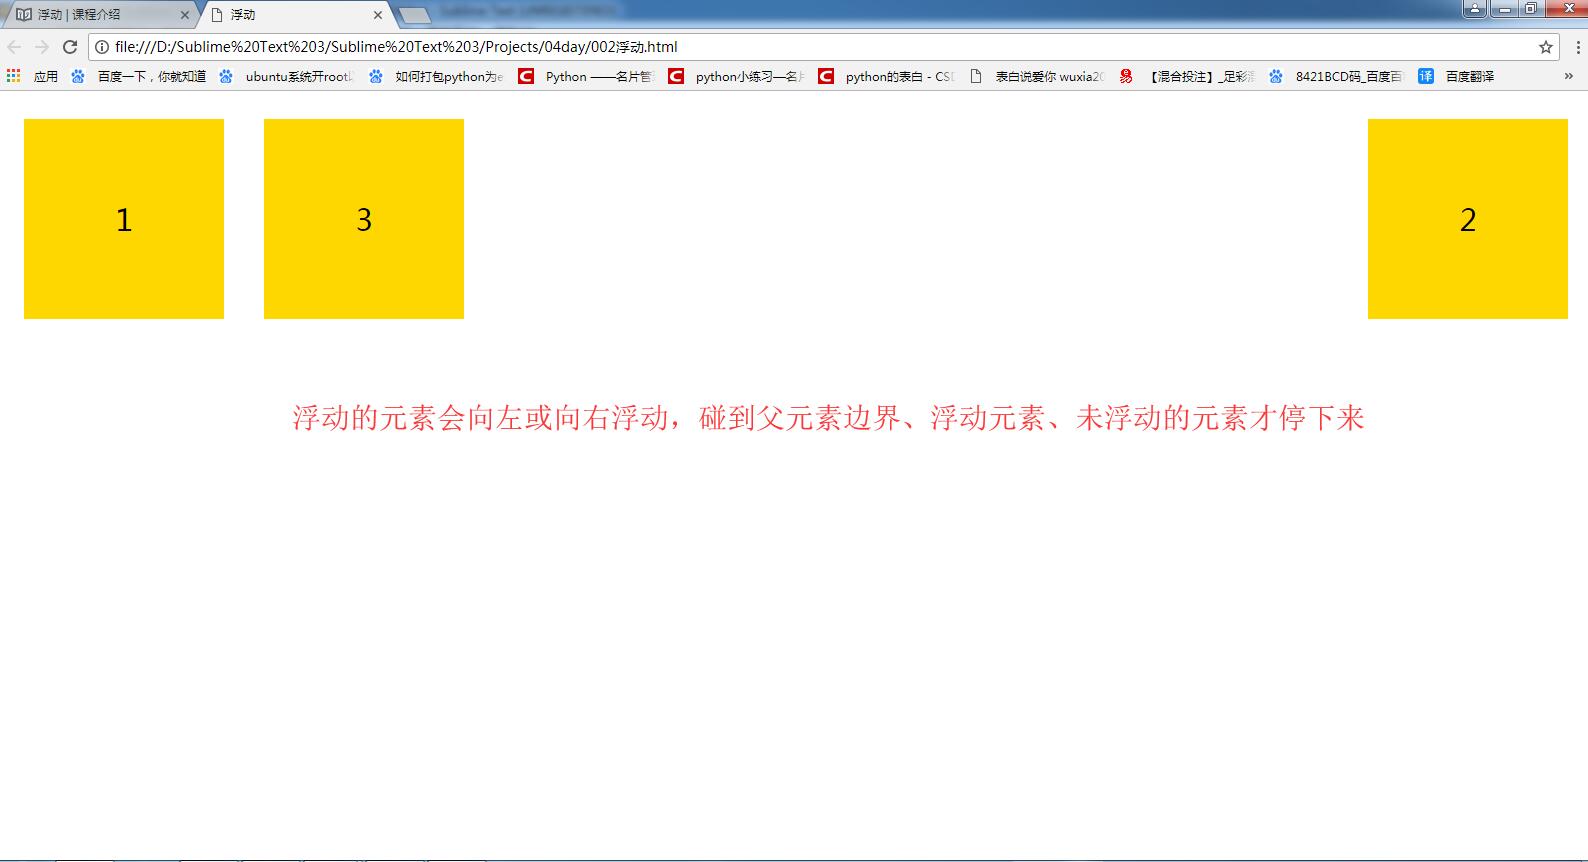 浮动 | 课程介绍
浮动
file:///D:/Sublime%20Text%203/Sublime%20Text%203/Projects/04day/002浮动.html
应用 百度一下，你就知道 ubuntu系统开root 如何打包python为e Python ——名片管 python小练习—名片 python的表白 - CSD 表白说爱你 wuxia20 【混合投注】_足彩混 8421BCD码_百度百 译 百度翻译 »
1 3 2
浮动的元素会向左或向右浮动，碰到父元素边界、浮动元素、未浮动的元素才停下来